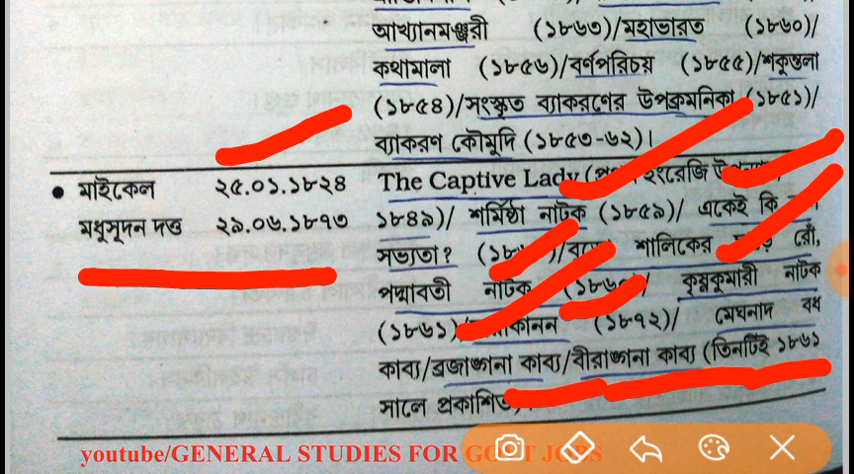 আখ্যানমঞ্জরী (১৮৬৩)/মহাভারত (১৮৬০)/
কথামালা (১৮৫৬)/বর্ণপরিচয় (১৮৫৫)/শকুন্তলা
(১৮৫৪)/সংস্কৃত ব্যাকরণের উপক্রমনিকা (১৮৫১)/
ব্যাকরণ কৌমুদি (১৮৫৩-৬২)।
• মাইকেল ২৫.০১.১৮২৪ The Captive Lady ইংরেজি
মধুসূদন দত্ত ২৯.০৬.১৮৭৩ ১৮৪৯)/ শর্মিষ্ঠা নাটক (১৮৫৯)/ একেই কি
সভ্যতা? শালিকের রোঁ,
পদ্মাবতী নাটক কৃষ্ণকুমারী নাটক
(১৮৬১) (১৮৭২)/ মেঘনাদ বধ
কাব্য/ব্রজাঙ্গনা কাব্য/বীরাঙ্গনা কাব্য (তিনটিই ১৮৬১
সালে প্রকাশিত
youtube/GENERAL STUDIES FOR JOBS